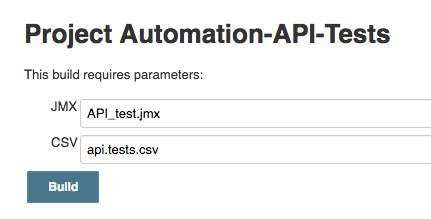 Project Automation-API-Tests
This build requires parameters:
JMX API_test.jmx
CSV api.tests.csv
Build